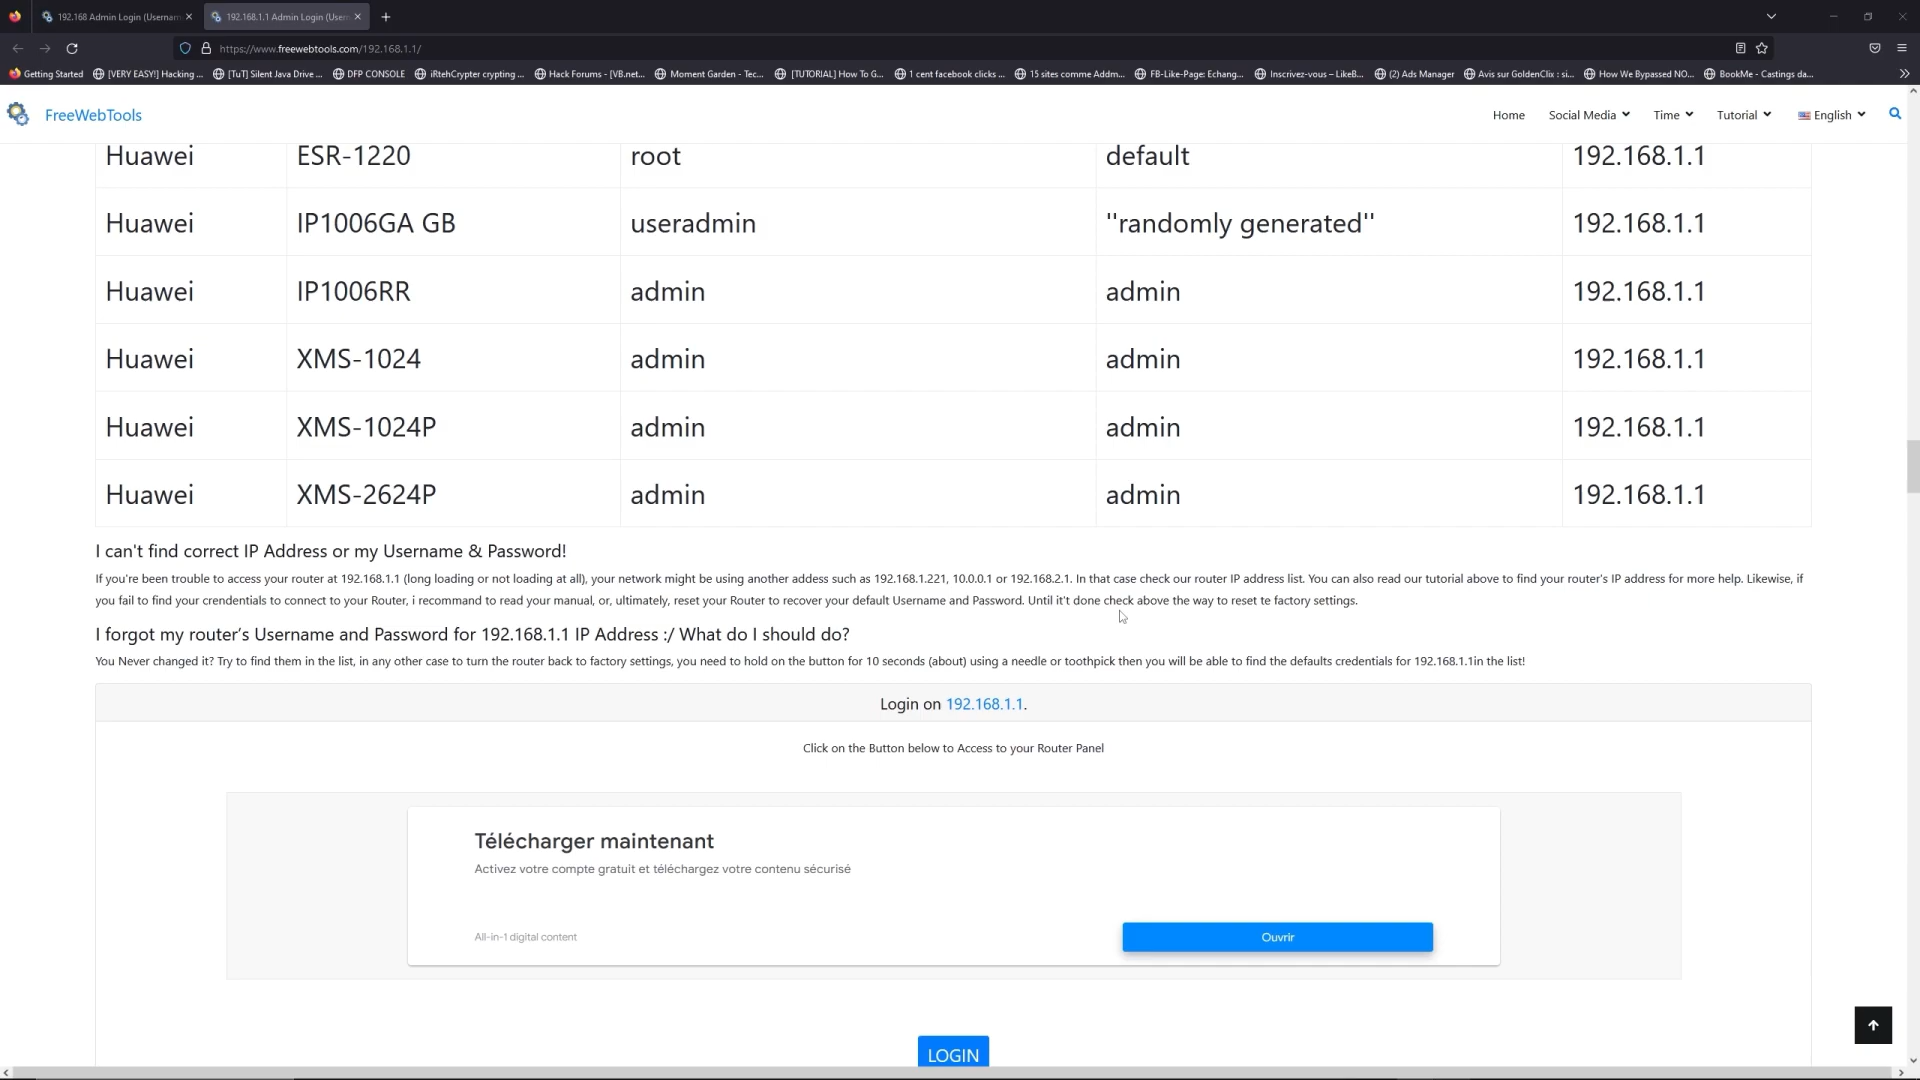 192.168 Admin Login (Usernam
192.168.1.1 Admin Login (User
https://www.freewebtools.com/192.168.1.1/
Getting Started
[VERY EASY!] Hacking ...
[TuT] Silent Java Drive ...
DFP CONSOLE
iRtehCrypter crypting ...
Hack Forums - [VB.net...
Moment Garden - Tec...
[TUTORIAL] How To G...
1 cent facebook clicks ...
15 sites comme Addm...
FB-Like-Page: Echang...
Inscrivez-vous – LikeB...
(2) Ads Manager
Avis sur GoldenClix : si...
How We Bypassed NO...
BookMe - Castings da...
FreeWebTools
Home Social Media Time Tutorial English
Huawei ESR-1220 root default 192.168.1.1
Huawei IP1006GA GB useradmin ''randomly generated'' 192.168.1.1
Huawei IP1006RR admin admin 192.168.1.1
Huawei XMS-1024 admin admin 192.168.1.1
Huawei XMS-1024P admin admin 192.168.1.1
Huawei XMS-2624P admin admin 192.168.1.1
I can't find correct IP Address or my Username & Password!
If you're been trouble to access your router at 192.168.1.1 (long loading or not loading at all), your network might be using another addess such as 192.168.1.221, 10.0.0.1 or 192.168.2.1. In that case check our router IP address list. You can also read our tutorial above to find your router's IP address for more help. Likewise, if
you fail to find your crendentials to connect to your Router, i recommand to read your manual, or, ultimately, reset your Router to recover your default Username and Password. Until it't done check above the way to reset te factory settings.
I forgot my router’s Username and Password for 192.168.1.1 IP Address :/ What do I should do?
You Never changed it? Try to find them in the list, in any other case to turn the router back to factory settings, you need to hold on the button for 10 seconds (about) using a needle or toothpick then you will be able to find the defaults credentials for 192.168.1.1in the list!
Login on 192.168.1.1.
Click on the Button below to Access to your Router Panel
Télécharger maintenant
Activez votre compte gratuit et téléchargez votre contenu sécurisé
All-in-1 digital content
Ouvrir
LOGIN